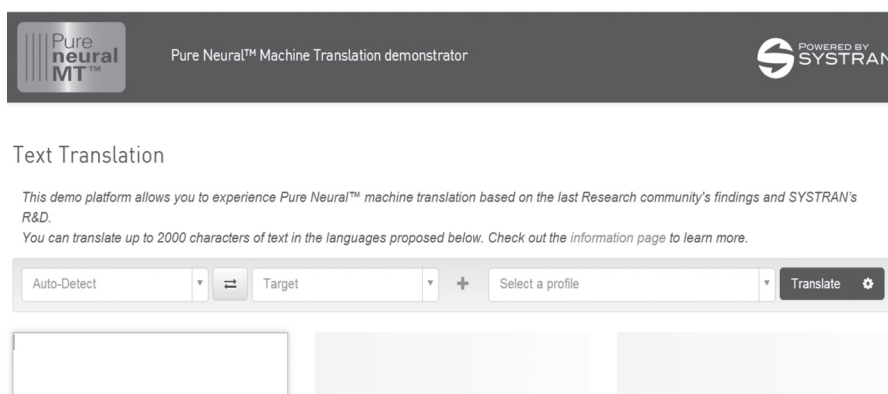 Pure
neural
MT™
Pure Neural™ Machine Translation demonstrator
POWERED BY
SYSTRAN
Text Translation
This demo platform allows you to experience Pure Neural™ machine translation based on the last Research community's findings and SYSTRAN's
R&D.
You can translate up to 2000 characters of text in the languages proposed below. Check out the information page to learn more.
Auto-Detect
Target
Select a profile
Translate